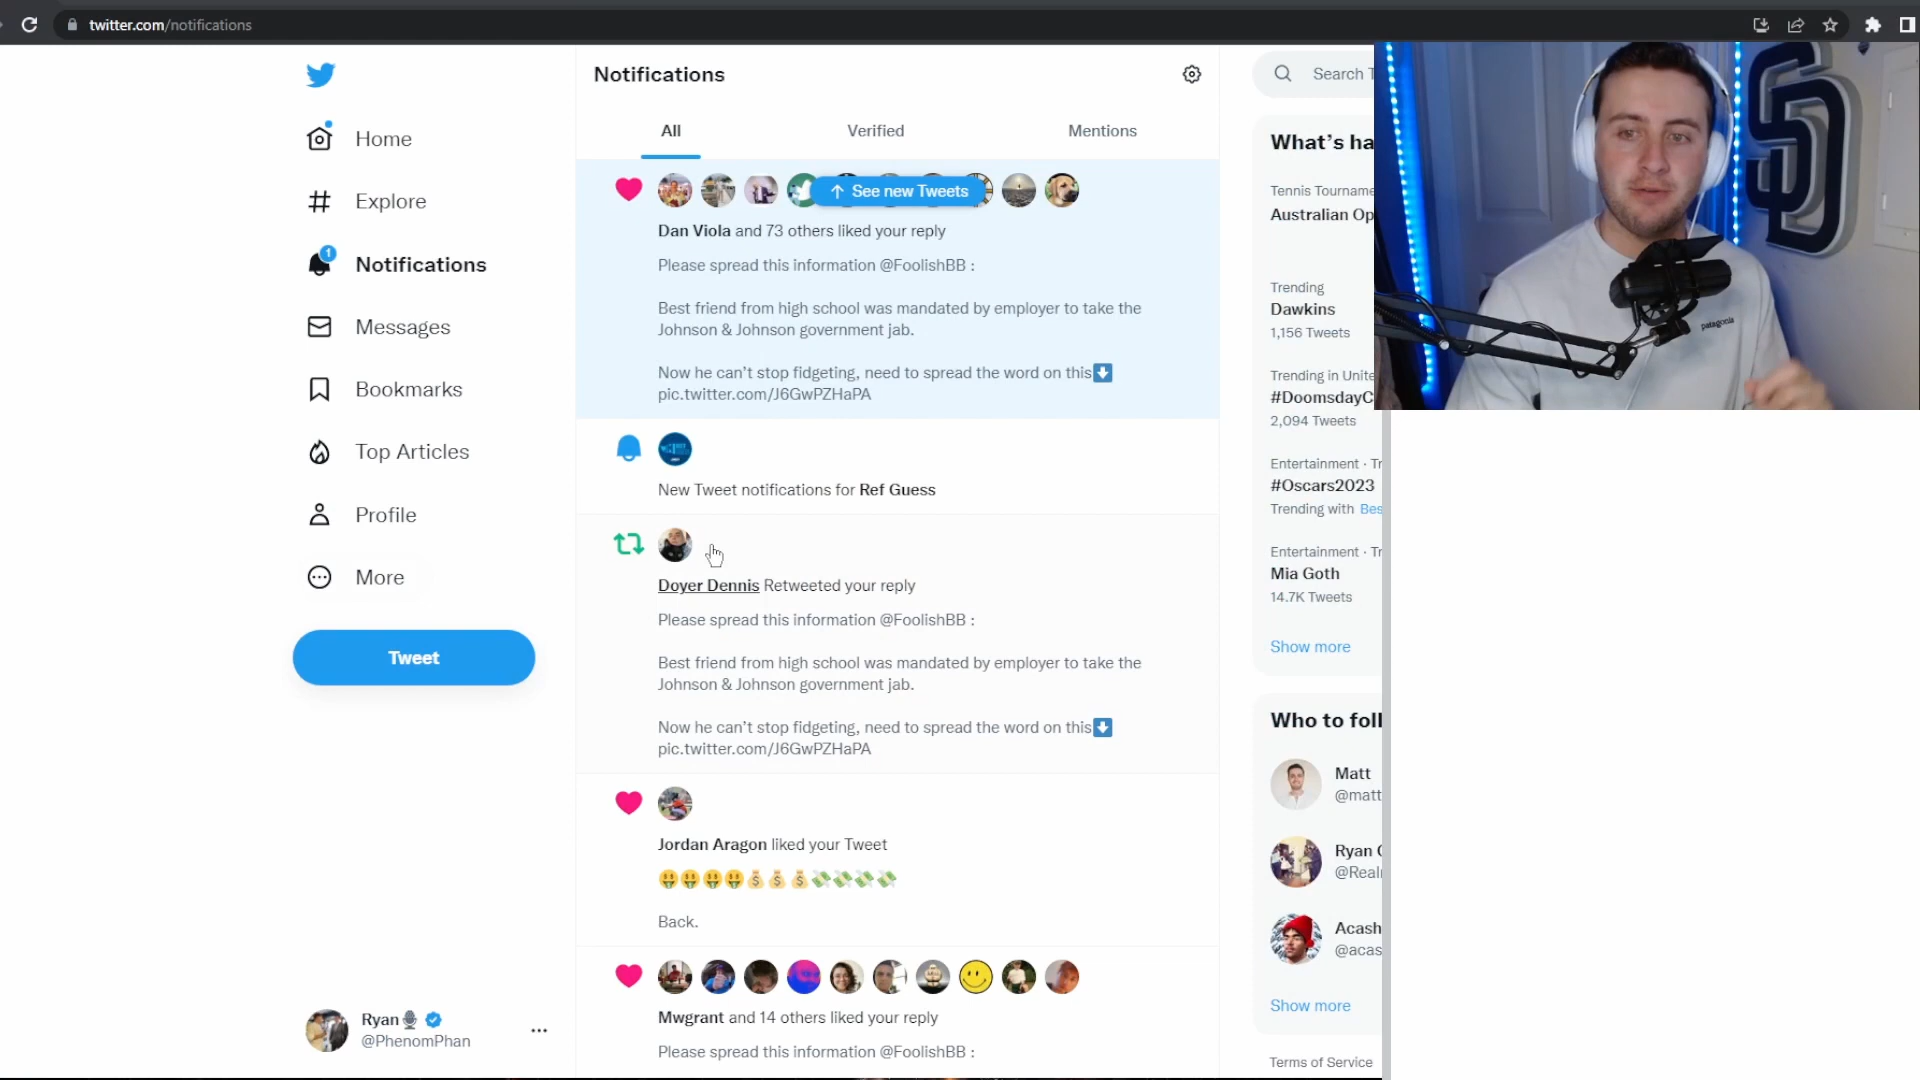 twitter.com/notifications
Notifications
Search T
All
Verified
Mentions
Home
Explore
1
Notifications
Messages
Bookmarks
Top Articles
Profile
More
Tweet
Ryan
@PhenomPhan
See new Tweets
Dan Viola and 73 others liked your reply
Please spread this information @FoolishBB :
Best friend from high school was mandated by employer to take the
Johnson & Johnson government jab.
Now he can't stop fidgeting, need to spread the word on this⬇️
pic.twitter.com/J6GwPZHaPA
New Tweet notifications for Ref Guess
Doyer Dennis Retweeted your reply
Please spread this information @FoolishBB :
Best friend from high school was mandated by employer to take the
Johnson & Johnson government jab.
Now he can't stop fidgeting, need to spread the word on this⬇️
pic.twitter.com/J6GwPZHaPA
Jordan Aragon liked your Tweet
🤑🤑🤑🤑💰💰💰💸💸💸💸
Back.
Mwgrant and 14 others liked your reply
Please spread this information @FoolishBB :
What's ha
Tennis Tourname
Australian Op
Trending
Dawkins
1,156 Tweets
Trending in Unite
#DoomsdayC
2,094 Tweets
Entertainment · Tr
#Oscars2023
Trending with Bes
Entertainment · Tr
Mia Goth
14.7K Tweets
Show more
Who to foll
Matt
@matt
Ryan C
@Realr
Acash
@acas
Show more
Terms of Service
SD
patagonia